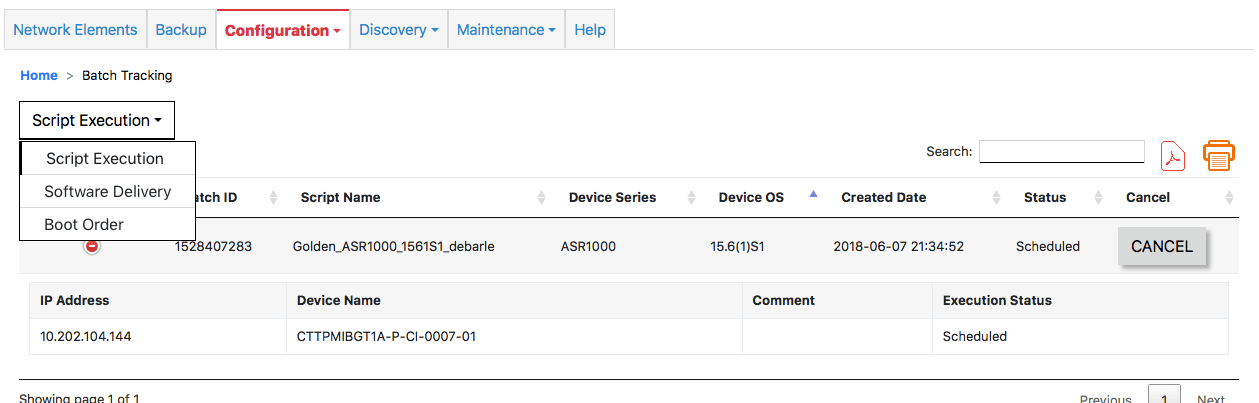 Network Elements Backup Configuration Discovery Maintenance Help
Home > Batch Tracking
Script Execution
Script Execution
Software Delivery
Boot Order
Search:
atch ID Script Name Device Series Device OS Created Date Status Cancel
1528407283 Golden_ASR1000_1561S1_debarle ASR1000 15.6(1)S1 2018-06-07 21:34:52 Scheduled CANCEL
IP Address Device Name Comment Execution Status
10.202.104.144 CTTPMIBGT1A-P-CI-0007-01 Scheduled
Showing page 1 of 1 Previous 1 Next